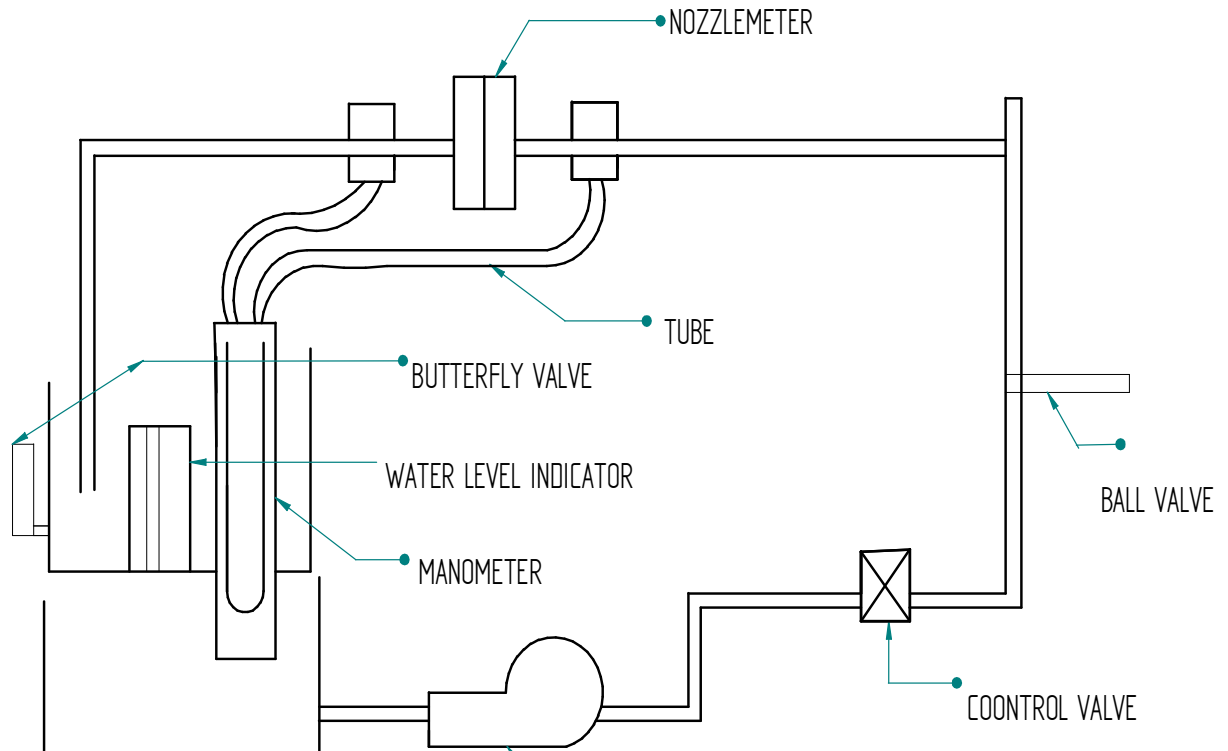 NOZZLEMETER
TUBE
BUTTERFLY VALVE
WATER LEVEL INDICATOR
BALL VALVE
MANOMETER
COONTROL VALVE